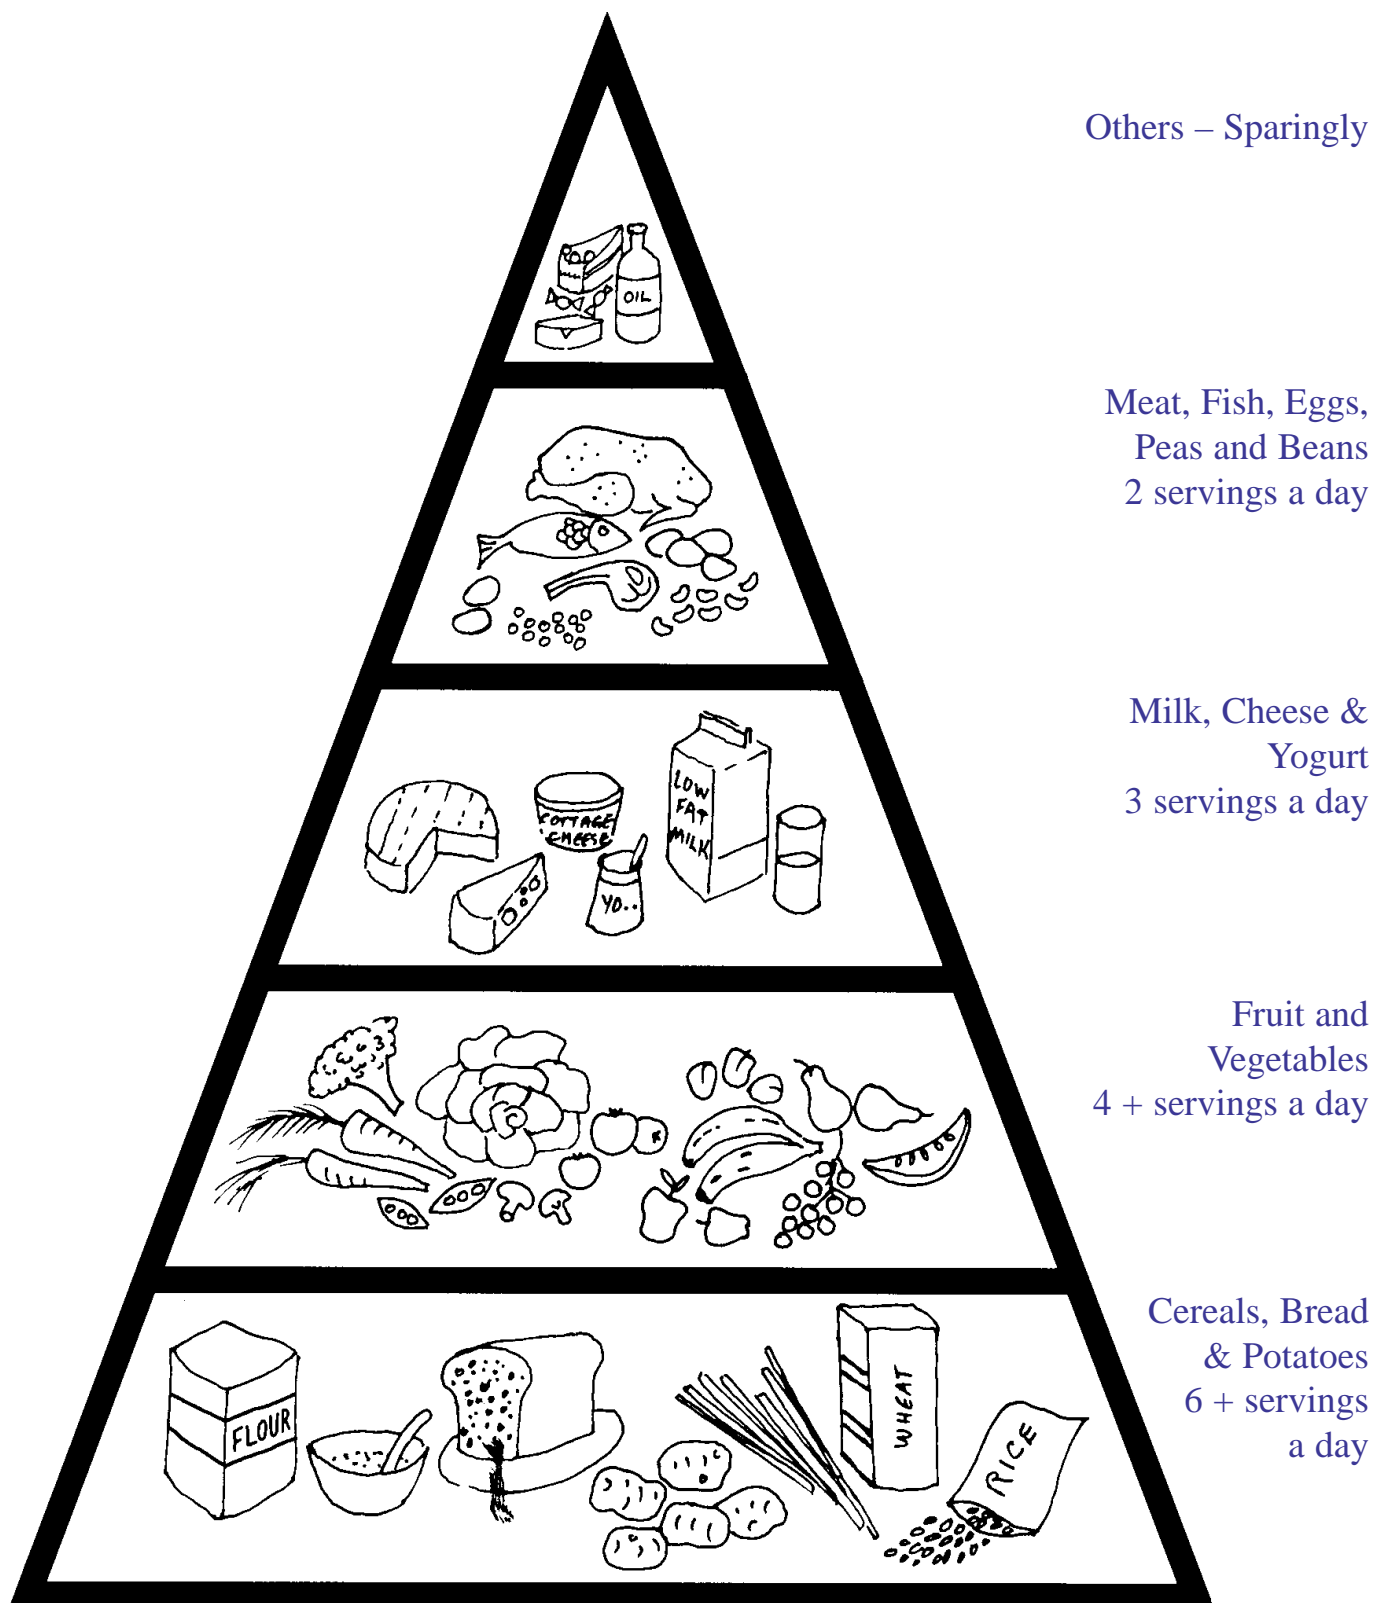 Others – Sparingly
OIL
Meat, Fish, Eggs,
Peas and Beans
2 servings a day
Milk, Cheese &
Yogurt
3 servings a day
LOW
FAT
MILK
COTTAGE
CHEESE
YO..
Fruit and
Vegetables
4 + servings a day
Cereals, Bread
& Potatoes
6 + servings
a day
FLOUR
WHEAT
RICE